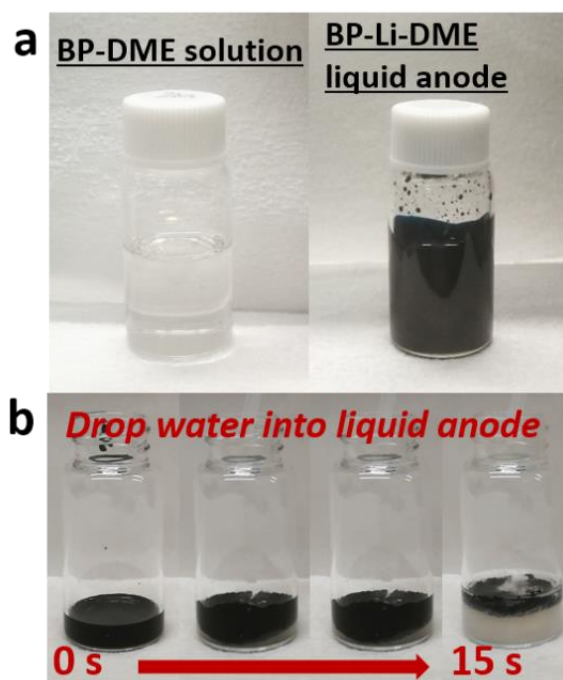 a
BP-DME solution
BP-Li-DME
liquid anode
b
Drop water into liquid anode
0 s
15 s